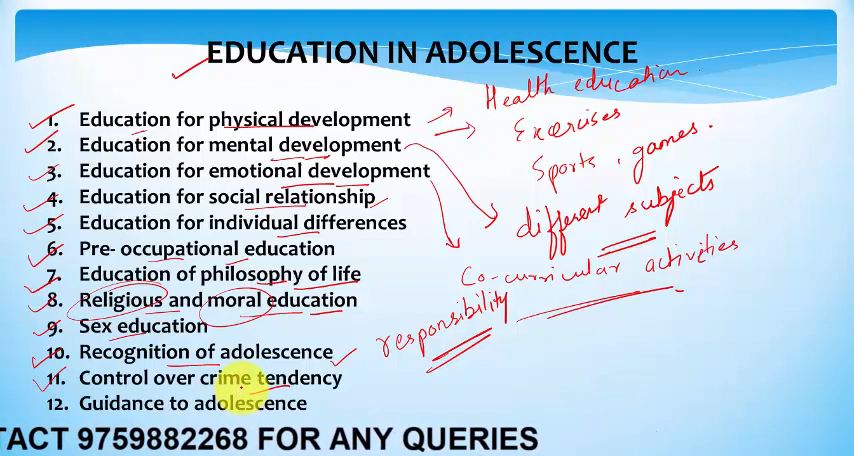 EDUCATION IN ADOLESCENCE
1. Education for physical development
2. Education for mental development
3. Education for emotional development
4. Education for social relationship
5. Education for individual differences
6. Pre- occupational education
7. Education of philosophy of life
8. Religious and moral education
9. Sex education
10. Recognition of adolescence
11. Control over crime tendency
12. Guidance to adolescence
Health education
Exercises
Sports, games.
different subjects
Co-curricular activities
responsibility
TACT 9759882268 FOR ANY QUERIES